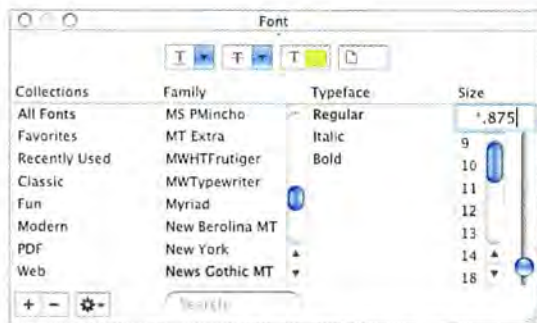 Font
T T T
Collections Family Typeface Size
All Fonts MS PMincho Regular *.875
Favorites MT Extra Italic 9
Recently Used MWHTFrutiger Bold 10
Classic MWTypewriter 11
Fun Myriad 12
Modern New Berolina MT 13
PDF New York 14
Web News Gothic MT 18
+ -
Search